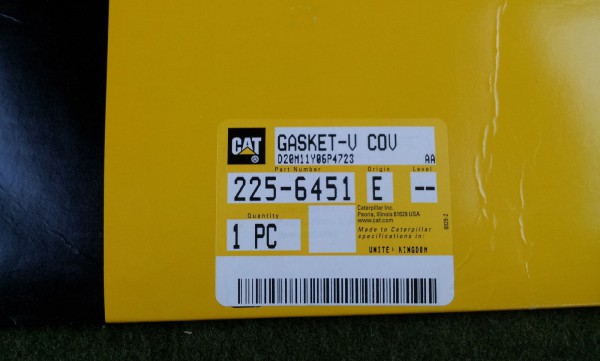 CAT ®
GASKET-V COV
D20M11Y06P4723 AA
Part Number Origin Level
225-6451 E --
Quantity
1 PC
Caterpillar Inc.
Peoria, Illinois 61629 USA
www.cat.com
Made to Caterpillar
specifications in:
KINGDOM